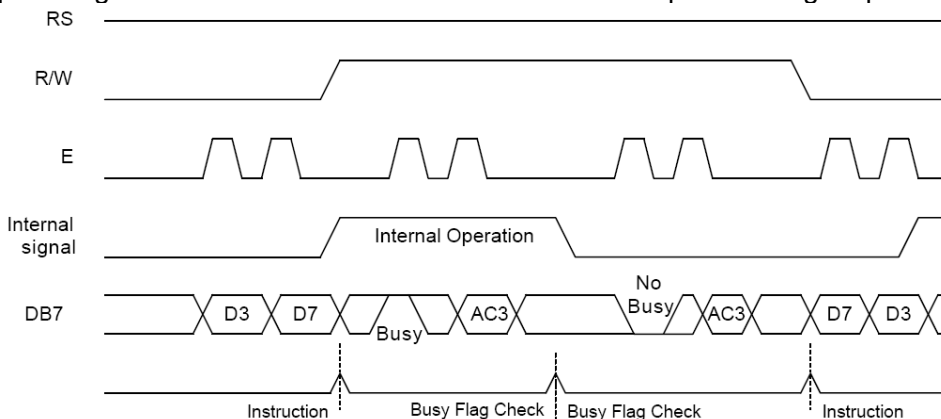 RS
R/W
E
Internal
signal
Internal Operation
DB7
D3
D7
Busy
AC3
No
Busy
AC3
D7
D3
Instruction
Busy Flag Check
Busy Flag Check
Instruction